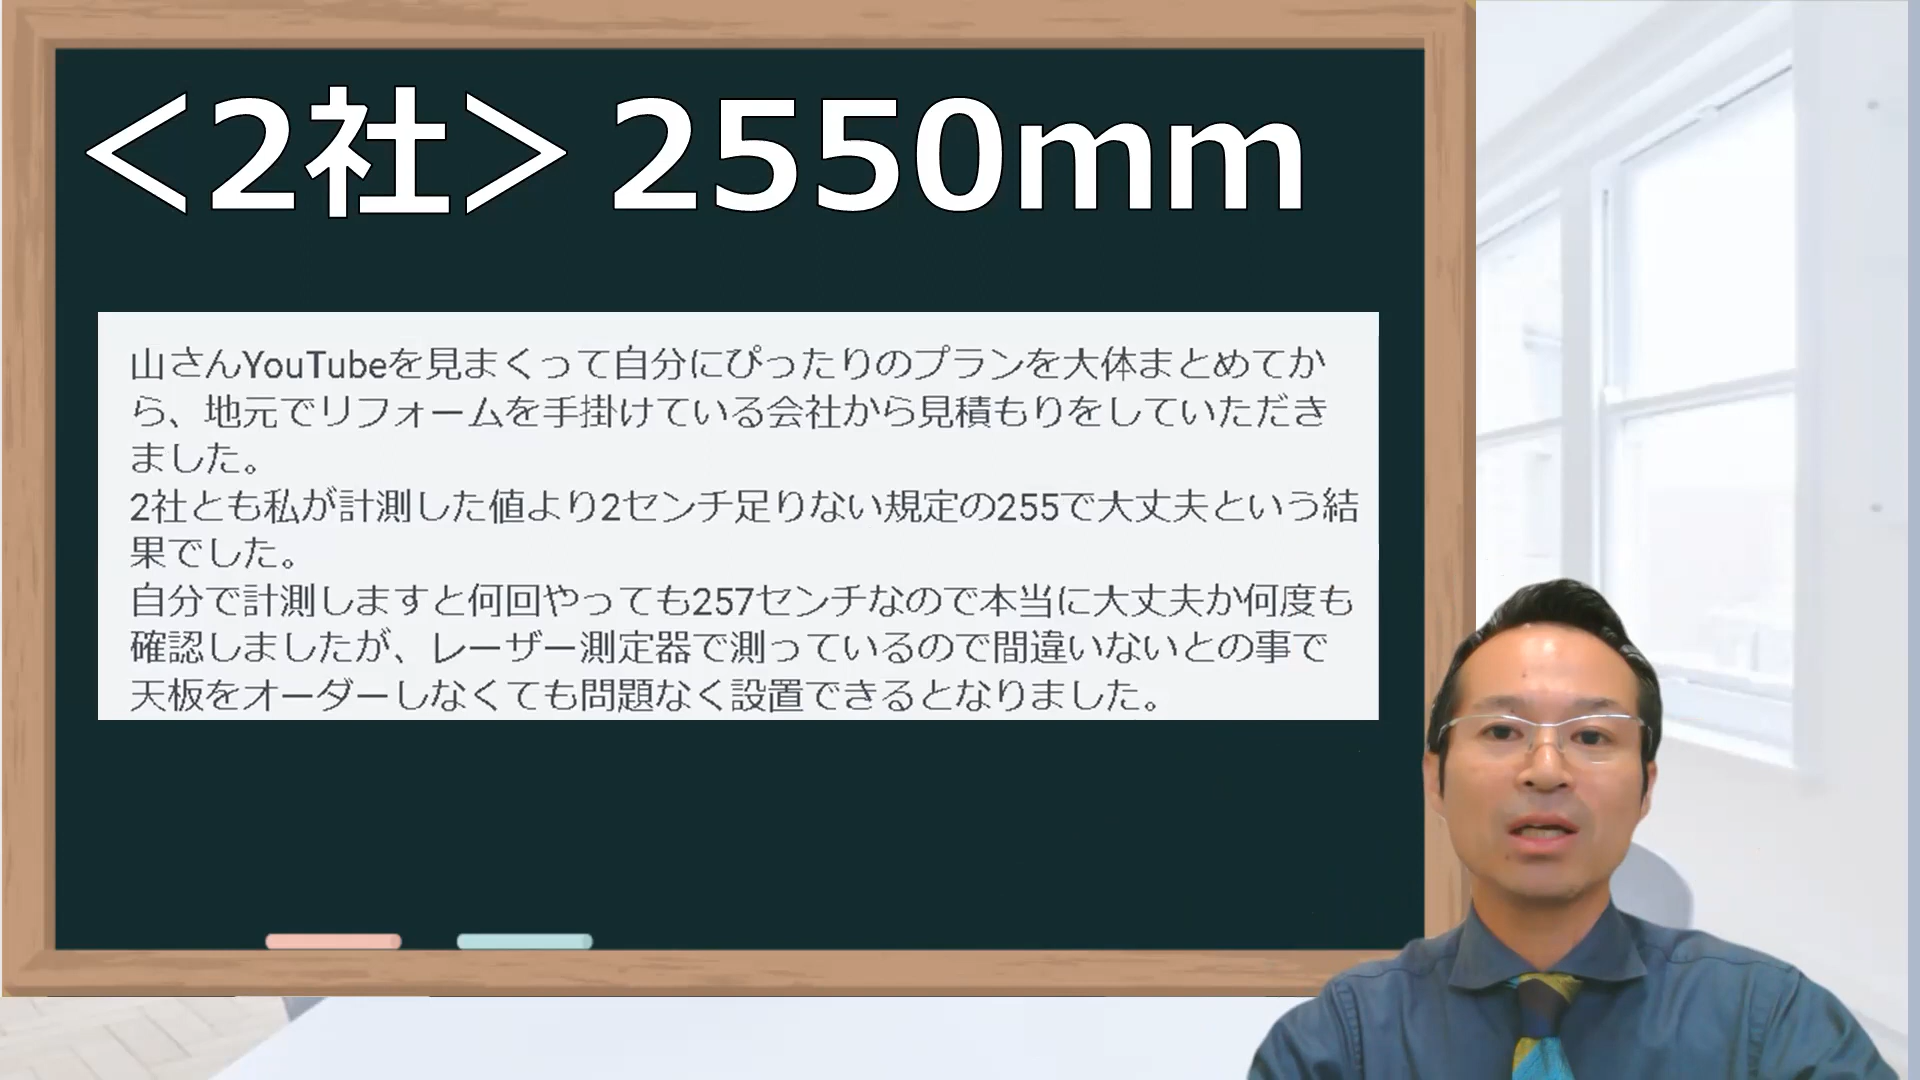 ＜2社＞2550mm
山さんYouTubeを見まくって自分にぴったりのプランを大体まとめてか
ら、地元でリフォームを手掛けている会社から見積もりをしていただき
ました。
2社とも私が計測した値より2センチ足りない規定の255で大丈夫という結
果でした。
自分で計測しますと何回やっても257センチなので本当に大丈夫か何度も
確認しましたが、レーザー測定器で測っているので間違いないとの事で
天板をオーダーしなくても問題なく設置できるとなりました。